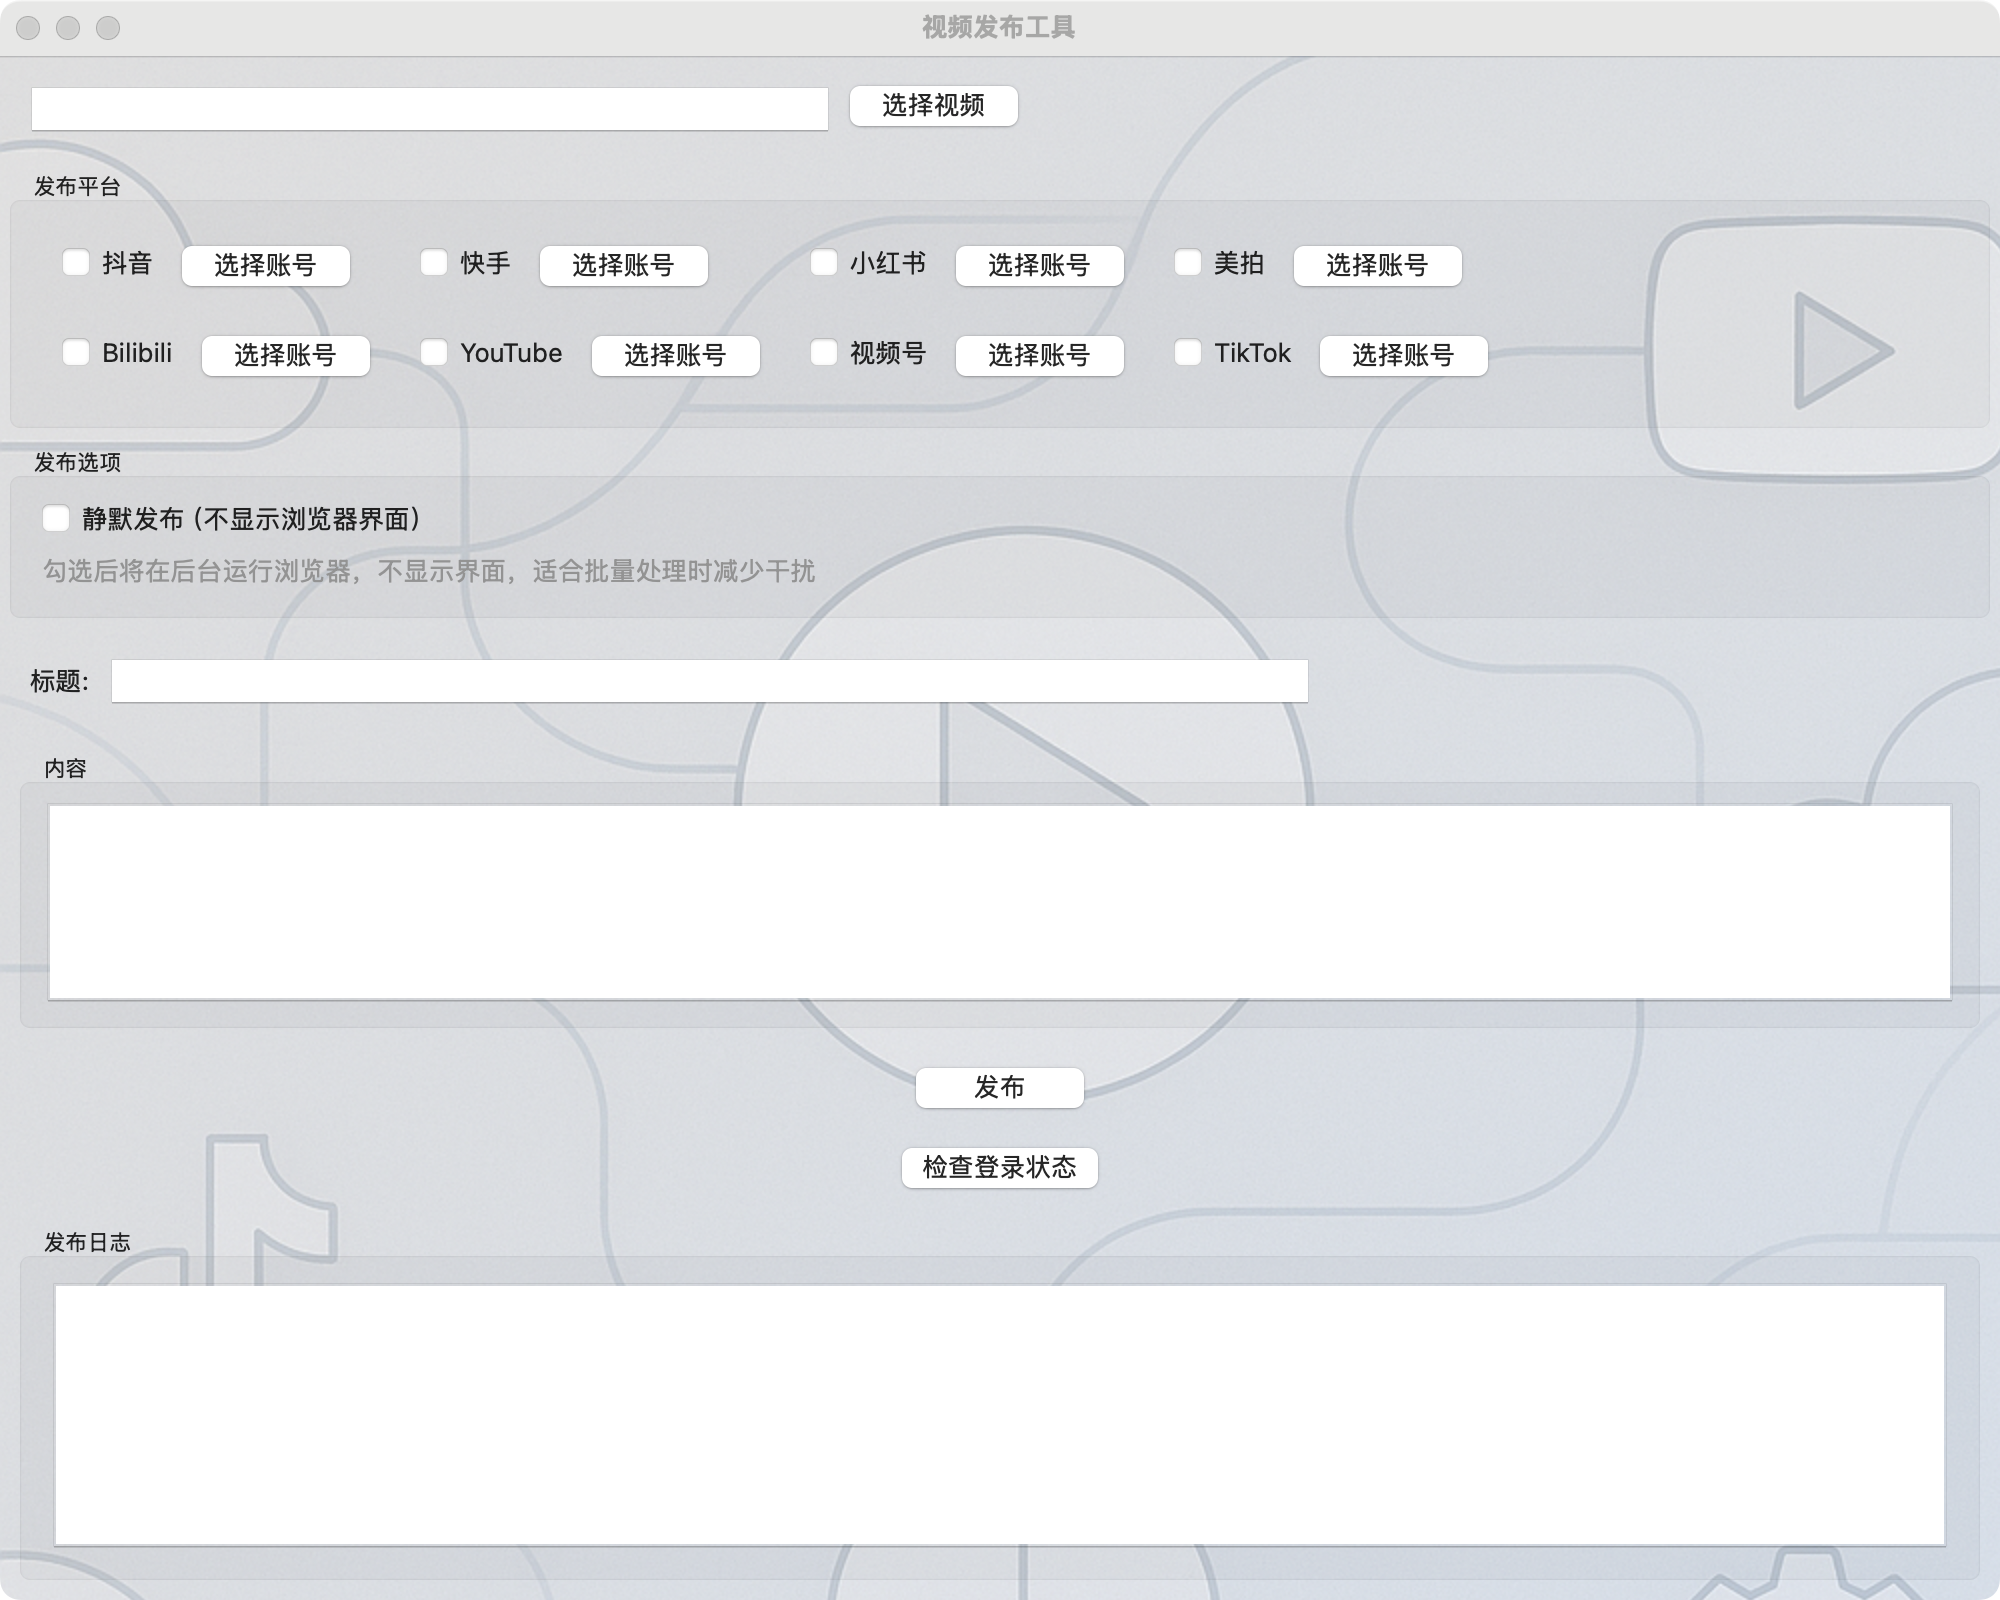 视频发布工具
选择视频
发布平台
抖音 选择账号 快手 选择账号 小红书 选择账号 美拍 选择账号
Bilibili 选择账号 YouTube 选择账号 视频号 选择账号 TikTok 选择账号
发布选项
静默发布 (不显示浏览器界面)
勾选后将在后台运行浏览器，不显示界面，适合批量处理时减少干扰
标题:
内容
发布
检查登录状态
发布日志